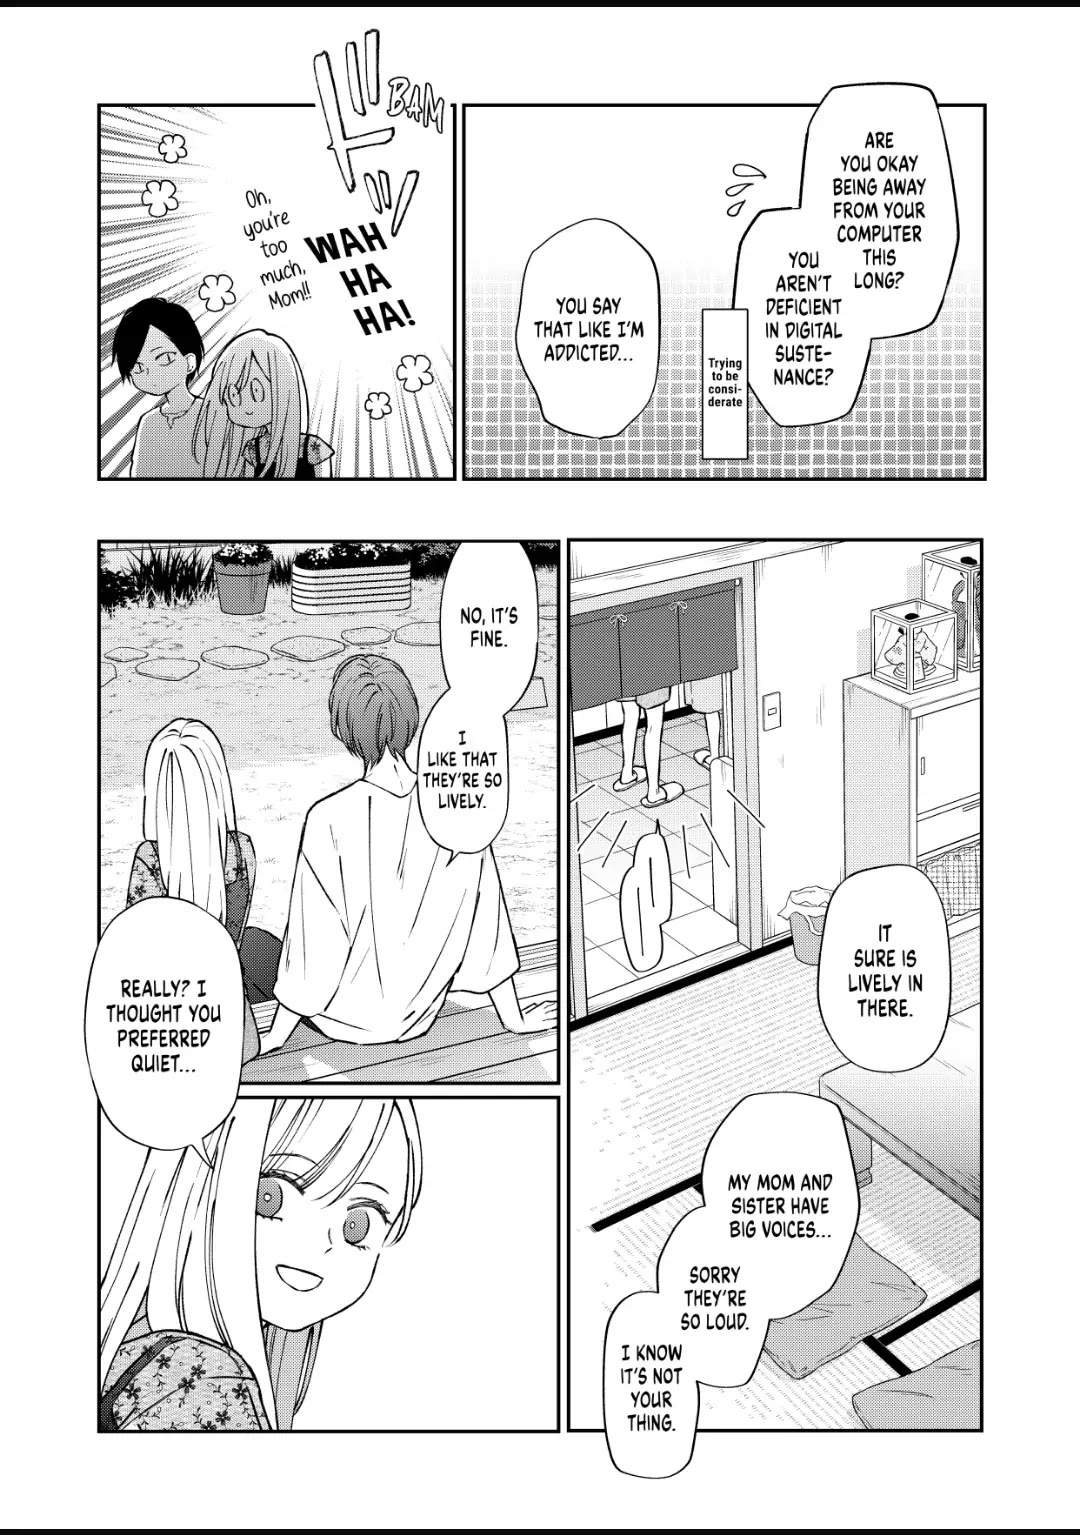 ARE
YOU OKAY
BEING AWAY
FROM YOUR
COMPUTER
THIS
LONG?
YOU
AREN'T
DEFICIENT
IN DIGITAL
SUSTE-
NANCE?
Trying
to be
consi-
derate
YOU SAY
THAT LIKE I'M
ADDICTED...
ドッ
BAM
WAH
HA
HA!
Oh,
you're
too
much,
Mom!!
IT
SURE IS
LIVELY IN
THERE.
MY MOM AND
SISTER HAVE
BIG VOICES...
SORRY
THEY'RE
SO LOUD.
I KNOW
IT'S NOT
YOUR
THING.
NO, IT'S
FINE.
I
LIKE THAT
THEY'RE SO
LIVELY.
REALLY? I
THOUGHT YOU
PREFERRED
QUIET...